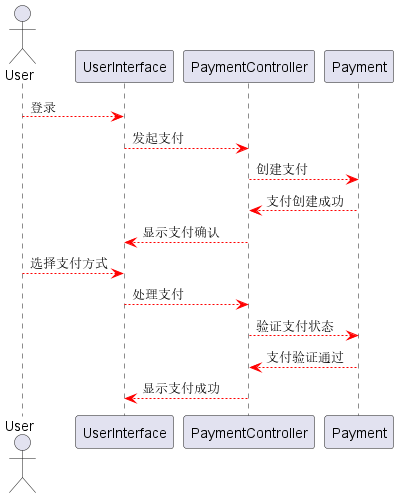 User
UserInterface
PaymentController
Payment
登录
发起支付
创建支付
支付创建成功
显示支付确认
选择支付方式
处理支付
验证支付状态
支付验证通过
显示支付成功
User
UserInterface
PaymentController
Payment